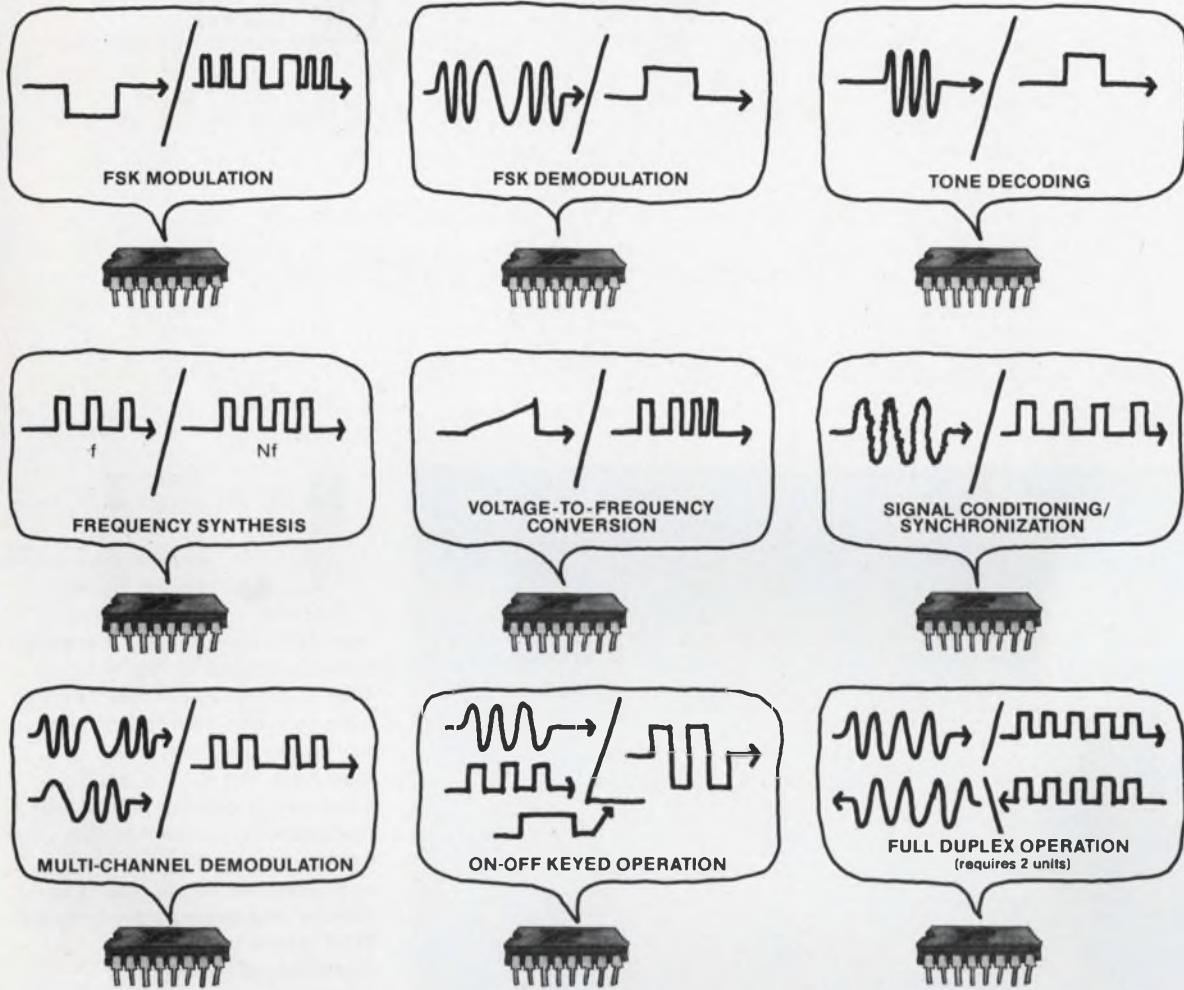 FSK MODULATION
FSK DEMODULATION
TONE DECODING
f
Nf
FREQUENCY SYNTHESIS
VOLTAGE-TO-FREQUENCY
CONVERSION
SIGNAL CONDITIONING/
SYNCHRONIZATION
MULTI-CHANNEL DEMODULATION
ON-OFF KEYED OPERATION
FULL DUPLEX OPERATION
(requires 2 units)